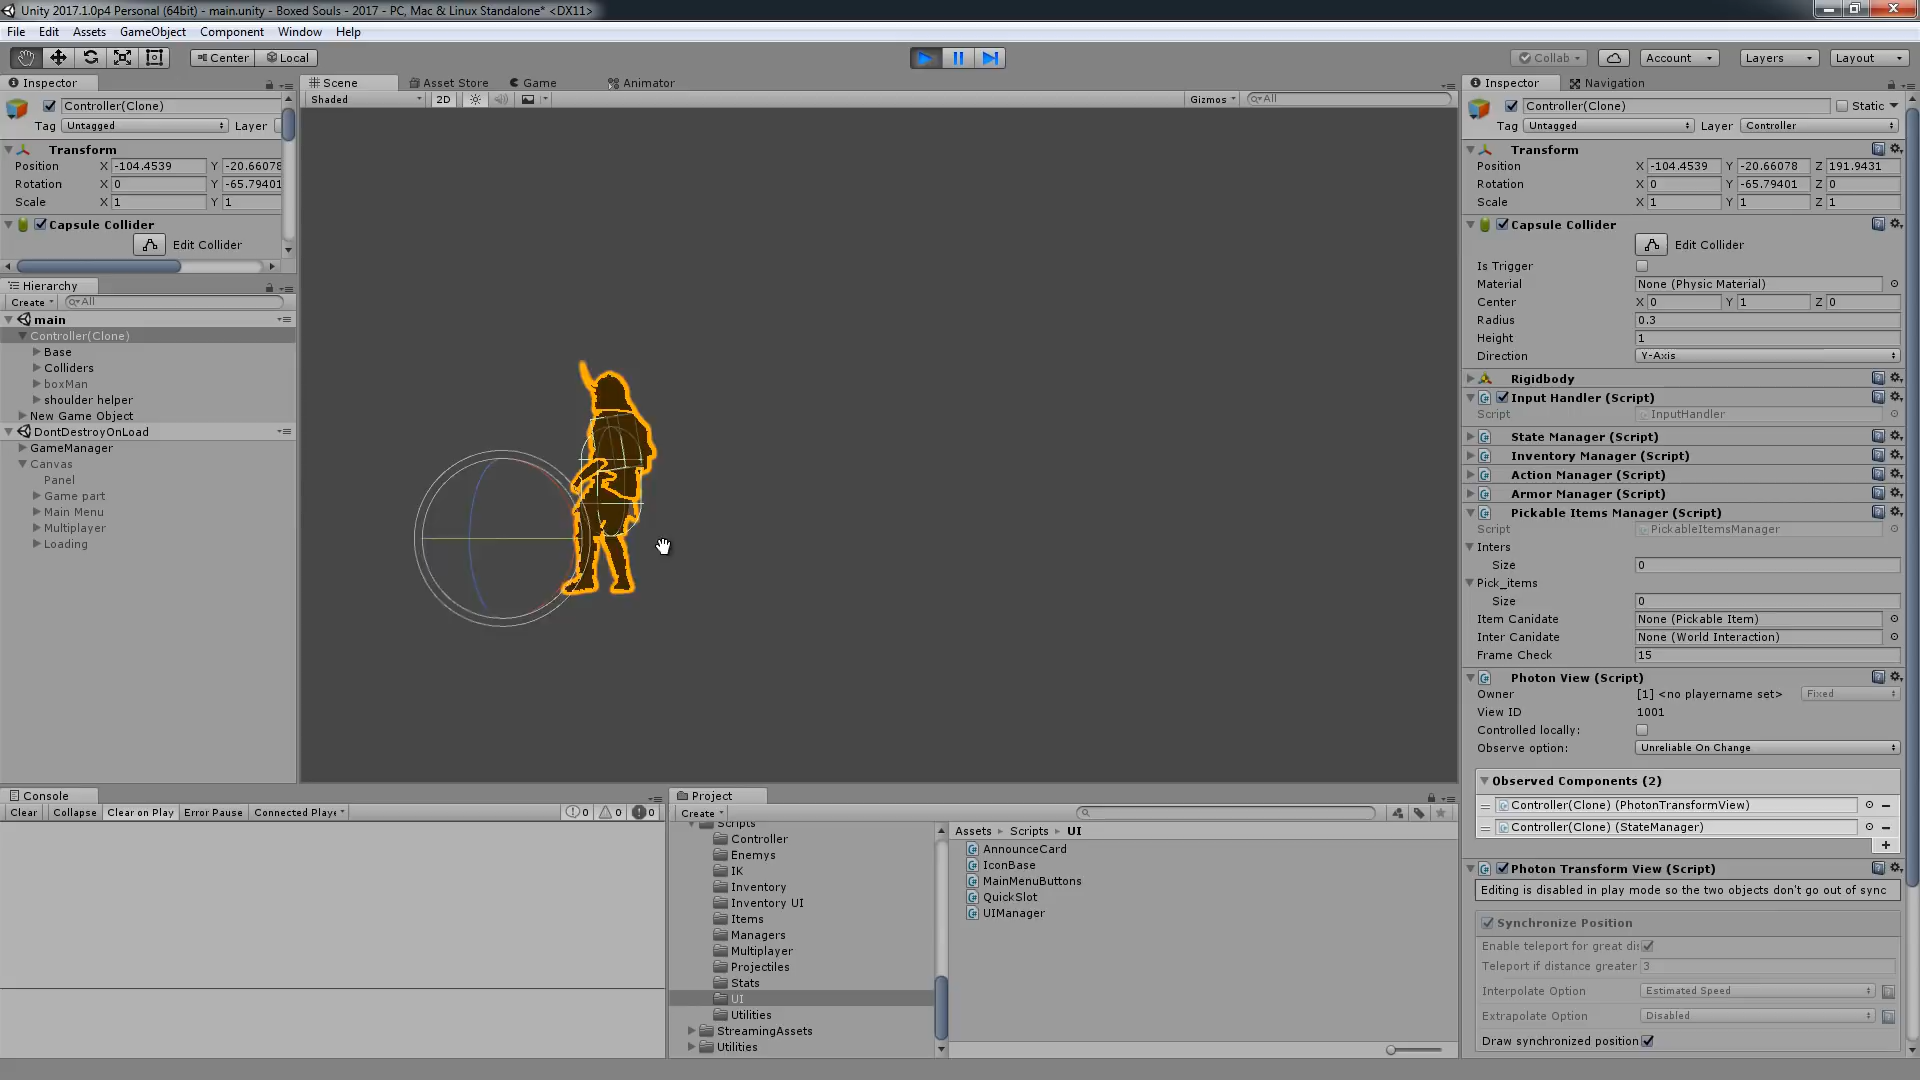 Unity 2017.1.0p4 Personal (64bit) - main.unity - Boxed Souls - 2017 - PC, Mac & Linux Standalone* <DX11>
File Edit Assets GameObject Component Window Help
Center Local Collab Account Layers Layout
Inspector
Controller(Clone)
Tag Untagged Layer
Transform
Position X -104.4539 Y -20.66078
Rotation X 0 Y -65.79401
Scale X 1 Y 1
Capsule Collider
Edit Collider
Hierarchy
Create All
main
Controller(Clone)
Base
Colliders
boxMan
shoulder helper
New Game Object
DontDestroyOnLoad
GameManager
Canvas
Panel
Game part
Main Menu
Multiplayer
Loading
Scene Asset Store Game Animator
Shaded 2D Gizmos All
Console
Clear Collapse Clear on Play Error Pause Connected Playe 0 0 0
Project
Create
Scripts
Controller
Enemys
IK
Inventory
Inventory UI
Items
Managers
Multiplayer
Projectiles
Stats
UI
Utilities
StreamingAssets
Utilities
Assets Scripts UI
AnnounceCard
IconBase
MainMenuButtons
QuickSlot
UIManager
Inspector Navigation
Controller(Clone) Static
Tag Untagged Layer Controller
Transform
Position X -104.4539 Y -20.66078 Z 191.9431
Rotation X 0 Y -65.79401 Z 0
Scale X 1 Y 1 Z 1
Capsule Collider
Edit Collider
Is Trigger
Material None (Physic Material)
Center X 0 Y 1 Z 0
Radius 0.3
Height 1
Direction Y-Axis
Rigidbody
Input Handler (Script)
Script InputHandler
State Manager (Script)
Inventory Manager (Script)
Action Manager (Script)
Armor Manager (Script)
Pickable Items Manager (Script)
Script PickableItemsManager
Inters
Size 0
Pick_items
Size 0
Item Canidate None (Pickable Item)
Inter Canidate None (World Interaction)
Frame Check 15
Photon View (Script)
Owner [1] <no playername set> Fixed
View ID 1001
Controlled locally:
Observe option: Unreliable On Change
Observed Components (2)
Controller(Clone) (PhotonTransformView)
Controller(Clone) (StateManager)
Photon Transform View (Script)
Editing is disabled in play mode so the two objects don't go out of sync
Synchronize Position
Enable teleport for great di
Teleport if distance greater 3
Interpolate Option Estimated Speed
Extrapolate Option Disabled
Draw synchronized position